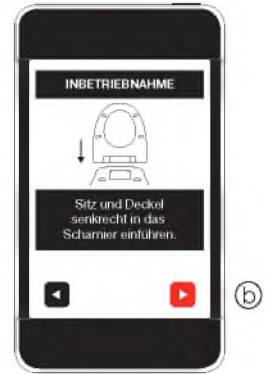 INBETRIEBNAHME
Sitz und Deckel
senkrecht in das
Scharnier einführen.
b